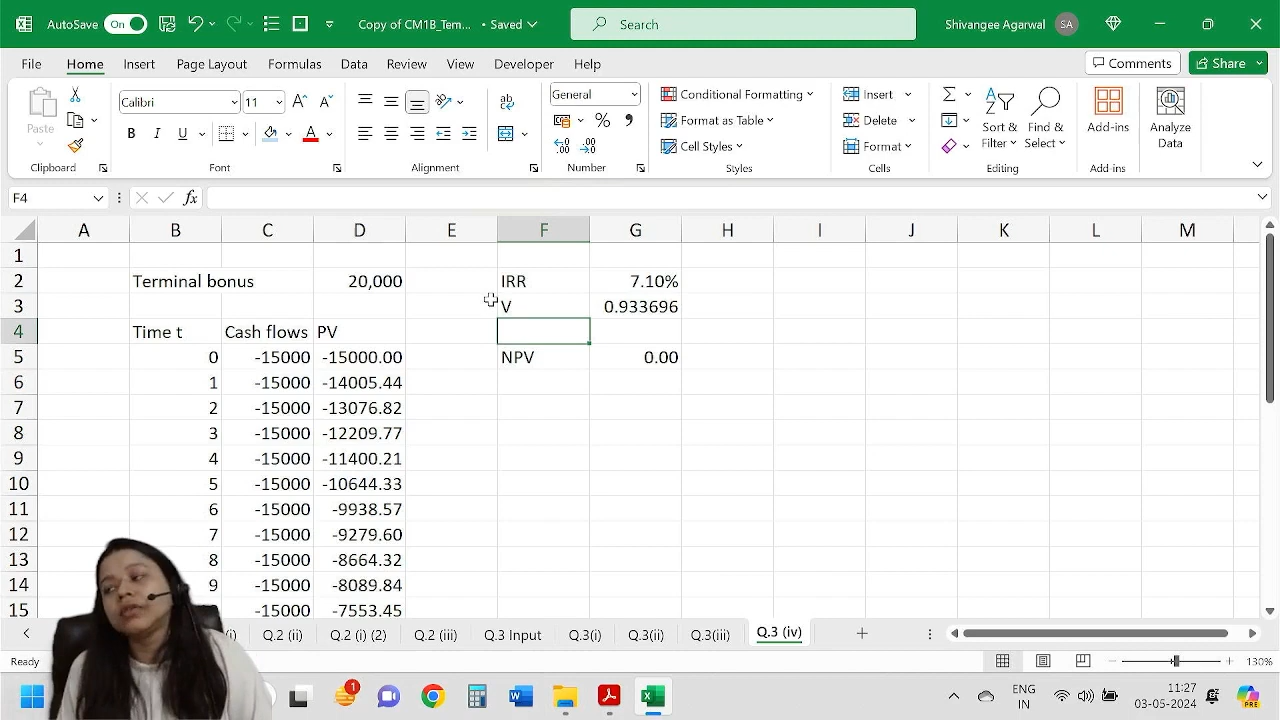 AutoSave On Copy of CM1B_Tem... • Saved Search Shivangee Agarwal SA
File Home Insert Page Layout Formulas Data Review View Developer Help Comments Share
Paste Calibri 11 General Conditional Formatting Insert Sort & Filter Find & Select Add-ins Analyze Data
B I U A % Format as Table Delete
Cell Styles Format
Clipboard Font Alignment Number Styles Cells Editing Add-ins
F4 fx
A B C D E F G H I J K L M
1
2 Terminal bonus 20,000 IRR 7.10%
3 V 0.933696
4 Time t Cash flows PV
5 0 -15000 -15000.00 NPV 0.00
6 1 -15000 -14005.44
7 2 -15000 -13076.82
8 3 -15000 -12209.77
9 4 -15000 -11400.21
10 5 -15000 -10644.33
11 6 -15000 -9938.57
12 7 -15000 -9279.60
13 8 -15000 -8664.32
14 9 -15000 -8089.84
15 -15000 -7553.45
(i) Q.2 (ii) Q.2 (i) (2) Q.2 (iii) Q.3 Input Q.3(i) Q.3(ii) Q.3(iii) Q.3 (iv)
Ready 130%
1 ENG IN 11:27 03-05-2024 PRE